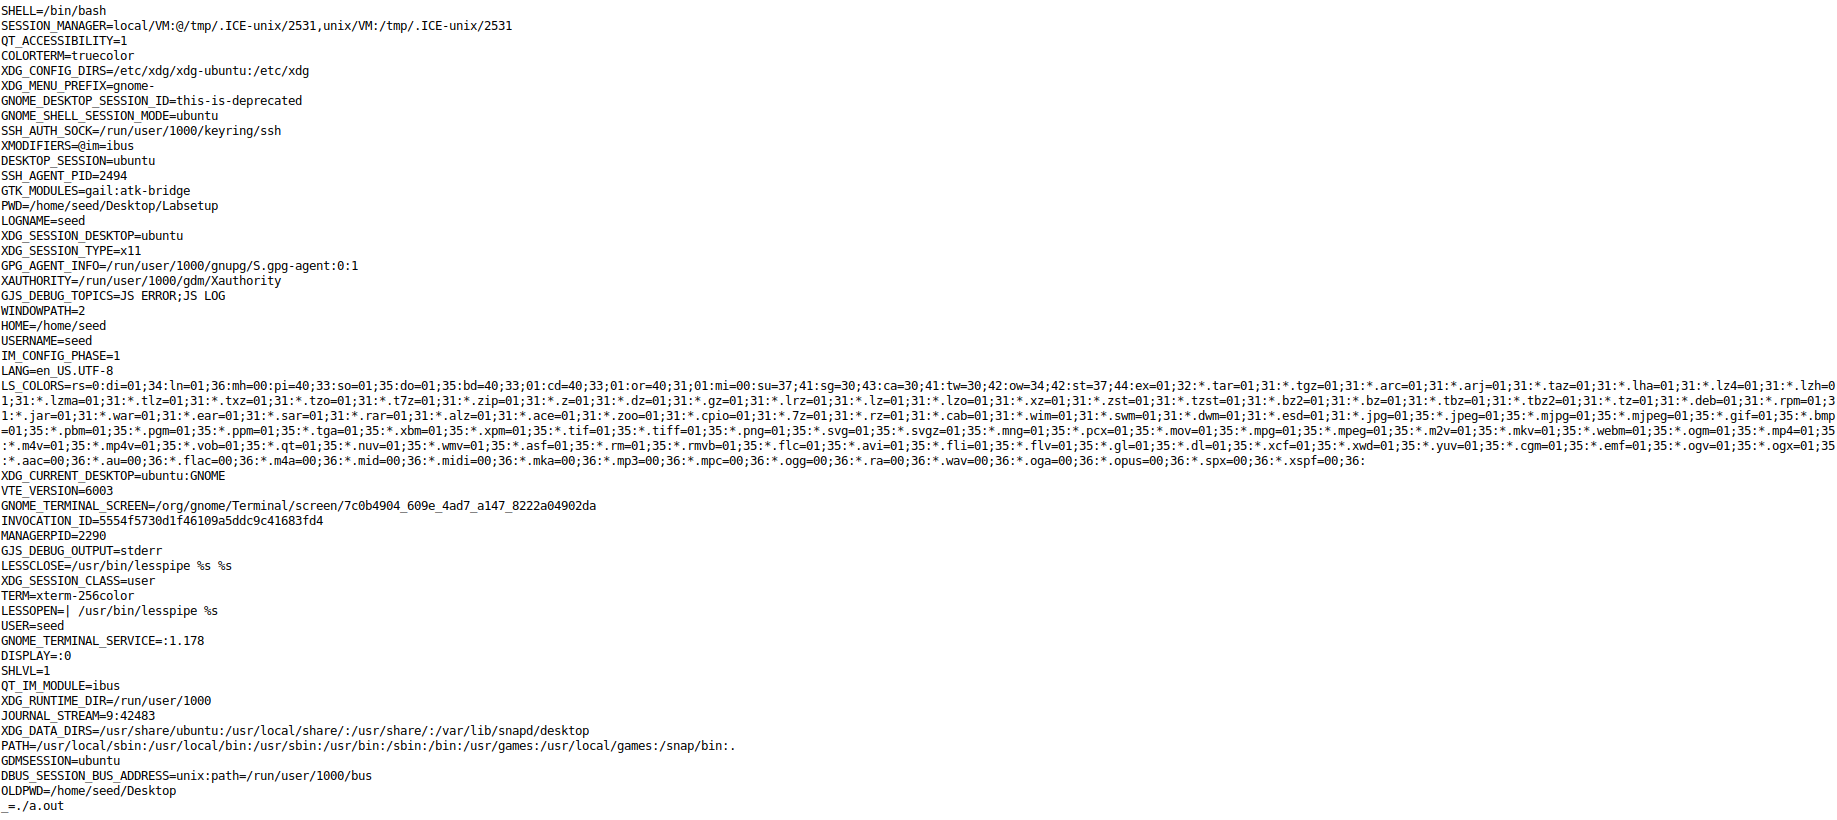 SHELL=/bin/bash
SESSION_MANAGER=local/VM:@/tmp/.ICE-unix/2531,unix/VM:/tmp/.ICE-unix/2531
QT_ACCESSIBILITY=1
COLORTERM=truecolor
XDG_CONFIG_DIRS=/etc/xdg/xdg-ubuntu:/etc/xdg
XDG_MENU_PREFIX=gnome-
GNOME_DESKTOP_SESSION_ID=this-is-deprecated
GNOME_SHELL_SESSION_MODE=ubuntu
SSH_AUTH_SOCK=/run/user/1000/keyring/ssh
XMODIFIERS=@im=ibus
DESKTOP_SESSION=ubuntu
SSH_AGENT_PID=2494
GTK_MODULES=gail:atk-bridge
PWD=/home/seed/Desktop/Labsetup
LOGNAME=seed
XDG_SESSION_DESKTOP=ubuntu
XDG_SESSION_TYPE=x11
GPG_AGENT_INFO=/run/user/1000/gnupg/S.gpg-agent:0:1
XAUTHORITY=/run/user/1000/gdm/Xauthority
GJS_DEBUG_TOPICS=JS ERROR;JS LOG
WINDOWPATH=2
HOME=/home/seed
USERNAME=seed
IM_CONFIG_PHASE=1
LANG=en_US.UTF-8
LS_COLORS=rs=0:di=01;34:ln=01;36:mh=00:pi=40;33:so=01;35:do=01;35:bd=40;33;01:cd=40;33;01:or=40;31;01:mi=00:su=37;41:sg=30;43:ca=30;41:tw=30;42:ow=34;42:st=37;44:ex=01;32:*.tar=01;31:*.tgz=01;31:*.arc=01;31:*.arj=01;31:*.taz=01;31:*.lha=01;31:*.lz4=01;31:*.lzh=0
1;31:*.lzma=01;31:*.tlz=01;31:*.txz=01;31:*.tzo=01;31:*.t7z=01;31:*.zip=01;31:*.z=01;31:*.dz=01;31:*.gz=01;31:*.lrz=01;31:*.lz=01;31:*.lzo=01;31:*.xz=01;31:*.zst=01;31:*.tzst=01;31:*.bz2=01;31:*.bz=01;31:*.tbz=01;31:*.tbz2=01;31:*.tz=01;31:*.deb=01;31:*.rpm=01;3
1:*.jar=01;31:*.war=01;31:*.ear=01;31:*.sar=01;31:*.rar=01;31:*.alz=01;31:*.ace=01;31:*.zoo=01;31:*.cpio=01;31:*.7z=01;31:*.rz=01;31:*.cab=01;31:*.wim=01;31:*.swm=01;31:*.dwm=01;31:*.esd=01;31:*.jpg=01;35:*.jpeg=01;35:*.mjpg=01;35:*.mjpeg=01;35:*.gif=01;35:*.bmp
=01;35:*.pbm=01;35:*.pgm=01;35:*.ppm=01;35:*.tga=01;35:*.xbm=01;35:*.xpm=01;35:*.tif=01;35:*.tiff=01;35:*.png=01;35:*.svg=01;35:*.svgz=01;35:*.mng=01;35:*.pcx=01;35:*.mov=01;35:*.mpg=01;35:*.mpeg=01;35:*.m2v=01;35:*.mkv=01;35:*.webm=01;35:*.ogm=01;35:*.mp4=01;35
:*.m4v=01;35:*.mp4v=01;35:*.vob=01;35:*.qt=01;35:*.nuv=01;35:*.wmv=01;35:*.asf=01;35:*.rm=01;35:*.rmvb=01;35:*.flc=01;35:*.avi=01;35:*.fli=01;35:*.flv=01;35:*.gl=01;35:*.dl=01;35:*.xcf=01;35:*.xwd=01;35:*.yuv=01;35:*.cgm=01;35:*.emf=01;35:*.ogv=01;35:*.ogx=01;35
:*.aac=00;36:*.au=00;36:*.flac=00;36:*.m4a=00;36:*.mid=00;36:*.midi=00;36:*.mka=00;36:*.mp3=00;36:*.mpc=00;36:*.ogg=00;36:*.ra=00;36:*.wav=00;36:*.oga=00;36:*.opus=00;36:*.spx=00;36:*.xspf=00;36:
XDG_CURRENT_DESKTOP=ubuntu:GNOME
VTE_VERSION=6003
GNOME_TERMINAL_SCREEN=/org/gnome/Terminal/screen/7c0b4904_609e_4ad7_a147_8222a04902da
INVOCATION_ID=5554f5730d1f46109a5ddc9c41683fd4
MANAGERPID=2290
GJS_DEBUG_OUTPUT=stderr
LESSCLOSE=/usr/bin/lesspipe %s %s
XDG_SESSION_CLASS=user
TERM=xterm-256color
LESSOPEN=| /usr/bin/lesspipe %s
USER=seed
GNOME_TERMINAL_SERVICE=:1.178
DISPLAY=:0
SHLVL=1
QT_IM_MODULE=ibus
XDG_RUNTIME_DIR=/run/user/1000
JOURNAL_STREAM=9:42483
XDG_DATA_DIRS=/usr/share/ubuntu:/usr/local/share/:/usr/share/:/var/lib/snapd/desktop
PATH=/usr/local/sbin:/usr/local/bin:/usr/sbin:/usr/bin:/sbin:/bin:/usr/games:/usr/local/games:/snap/bin:.
GDMSESSION=ubuntu
DBUS_SESSION_BUS_ADDRESS=unix:path=/run/user/1000/bus
OLDPWD=/home/seed/Desktop
_=./a.out